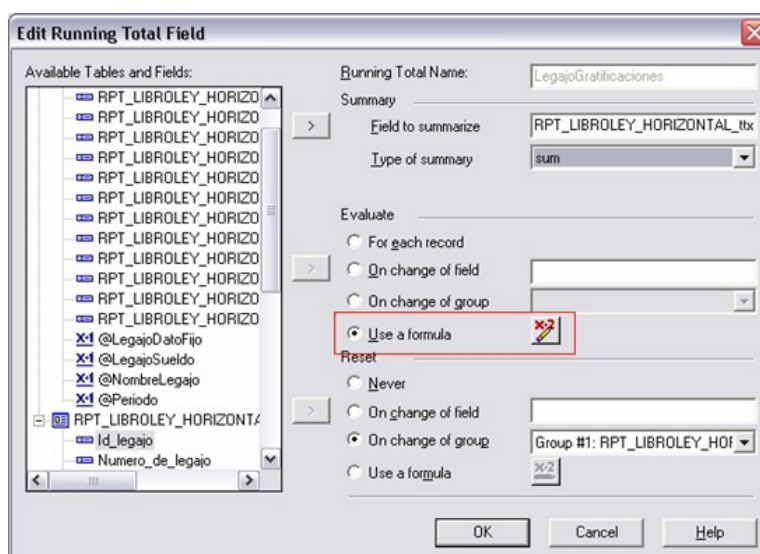 Edit Running Total Field
Available Tables and Fields:
RPT_LIBROLEY_HORIZO
RPT_LIBROLEY_HORIZO
RPT_LIBROLEY_HORIZO
RPT_LIBROLEY_HORIZO
RPT_LIBROLEY_HORIZO
RPT_LIBROLEY_HORIZO
RPT_LIBROLEY_HORIZO
RPT_LIBROLEY_HORIZO
RPT_LIBROLEY_HORIZO
RPT_LIBROLEY_HORIZO
RPT_LIBROLEY_HORIZO
RPT_LIBROLEY_HORIZO
@LegajoDatoFijo
@LegajoSueldo
@NombreLegajo
@Periodo
RPT_LIBROLEY_HORIZONTA
Id_legajo
Numero_de_legajo
Running Total Name:
LegajoGratificaciones
Summary
Field to summarize
RPT_LIBROLEY_HORIZONTAL_ttx
Type of summary
sum
Evaluate
For each record
On change of field
On change of group
Use a formula
Reset
Never
On change of field
On change of group
Group #1: RPT_LIBROLEY_HOF
Use a formula
OK
Cancel
Help